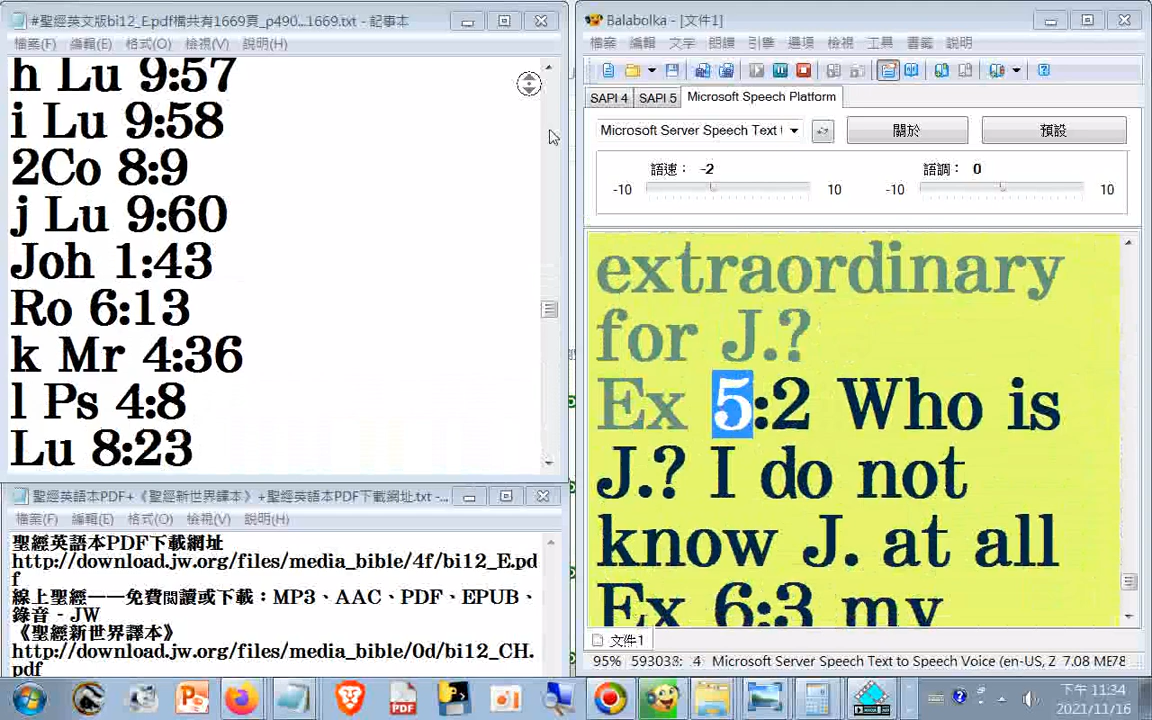 #聖經英文版bi12_E.pdf檔共有1669頁_p490...1669.txt - 記事本
檔案(F) 編輯(E) 格式(O) 檢視(V) 說明(H)
h Lu 9:57
i Lu 9:58
2Co 8:9
j Lu 9:60
Joh 1:43
Ro 6:13
k Mr 4:36
l Ps 4:8
Lu 8:23
聖經英語本PDF+《聖經新世界譯本》+聖經英語本PDF下載網址.txt -...
檔案(F) 編輯(E) 格式(O) 檢視(V) 說明(H)
聖經英語本PDF下載網址
http://download.jw.org/files/media_bible/4f/bi12_E.pd
f
線上聖經——免費閱讀或下載：MP3、AAC、PDF、EPUB、
錄音 - JW
《聖經新世界譯本》
http://download.jw.org/files/media_bible/0d/bi12_CH.
pdf
Balabolka - [文件1]
檔案 編輯 文字 朗讀 引擎 選項 檢視 工具 書籤 說明
SAPI 4 SAPI 5 Microsoft Speech Platform
Microsoft Server Speech Text 關於 預設
語速： -2 語調： 0
-10 10 -10 10
extraordinary
for J.?
Ex 5:2 Who is
J.? I do not
know J. at all
Ex 6:3 my
文件1
95% 593038: .4 Microsoft Server Speech Text to Speech Voice (en-US, Z 7.08 ME78
下午 11:34
2021/11/16